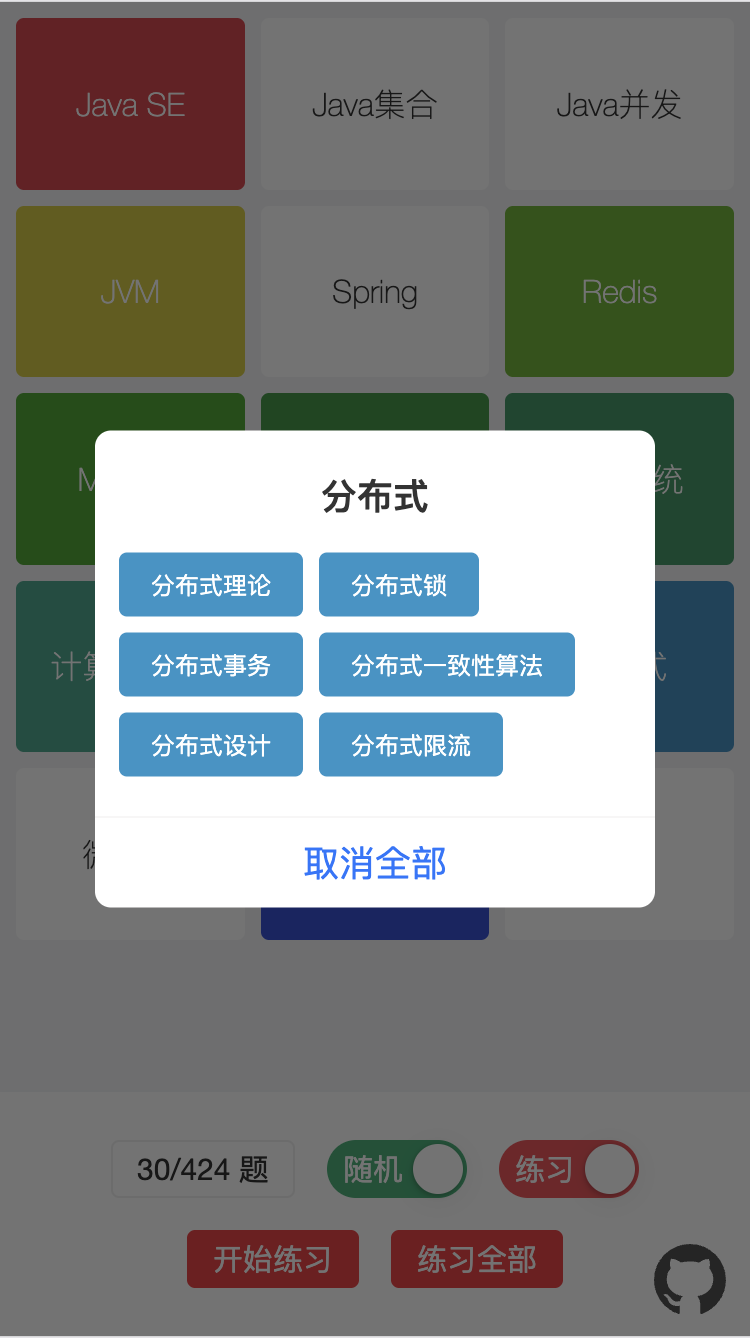 Java SE
Java集合
Java并发
JVM
Spring
Redis
M
统
分布式
分布式理论
分布式锁
分布式事务
分布式一致性算法
分布式设计
分布式限流
计算
式
取消全部
30/424 题
随机
练习
开始练习
练习全部